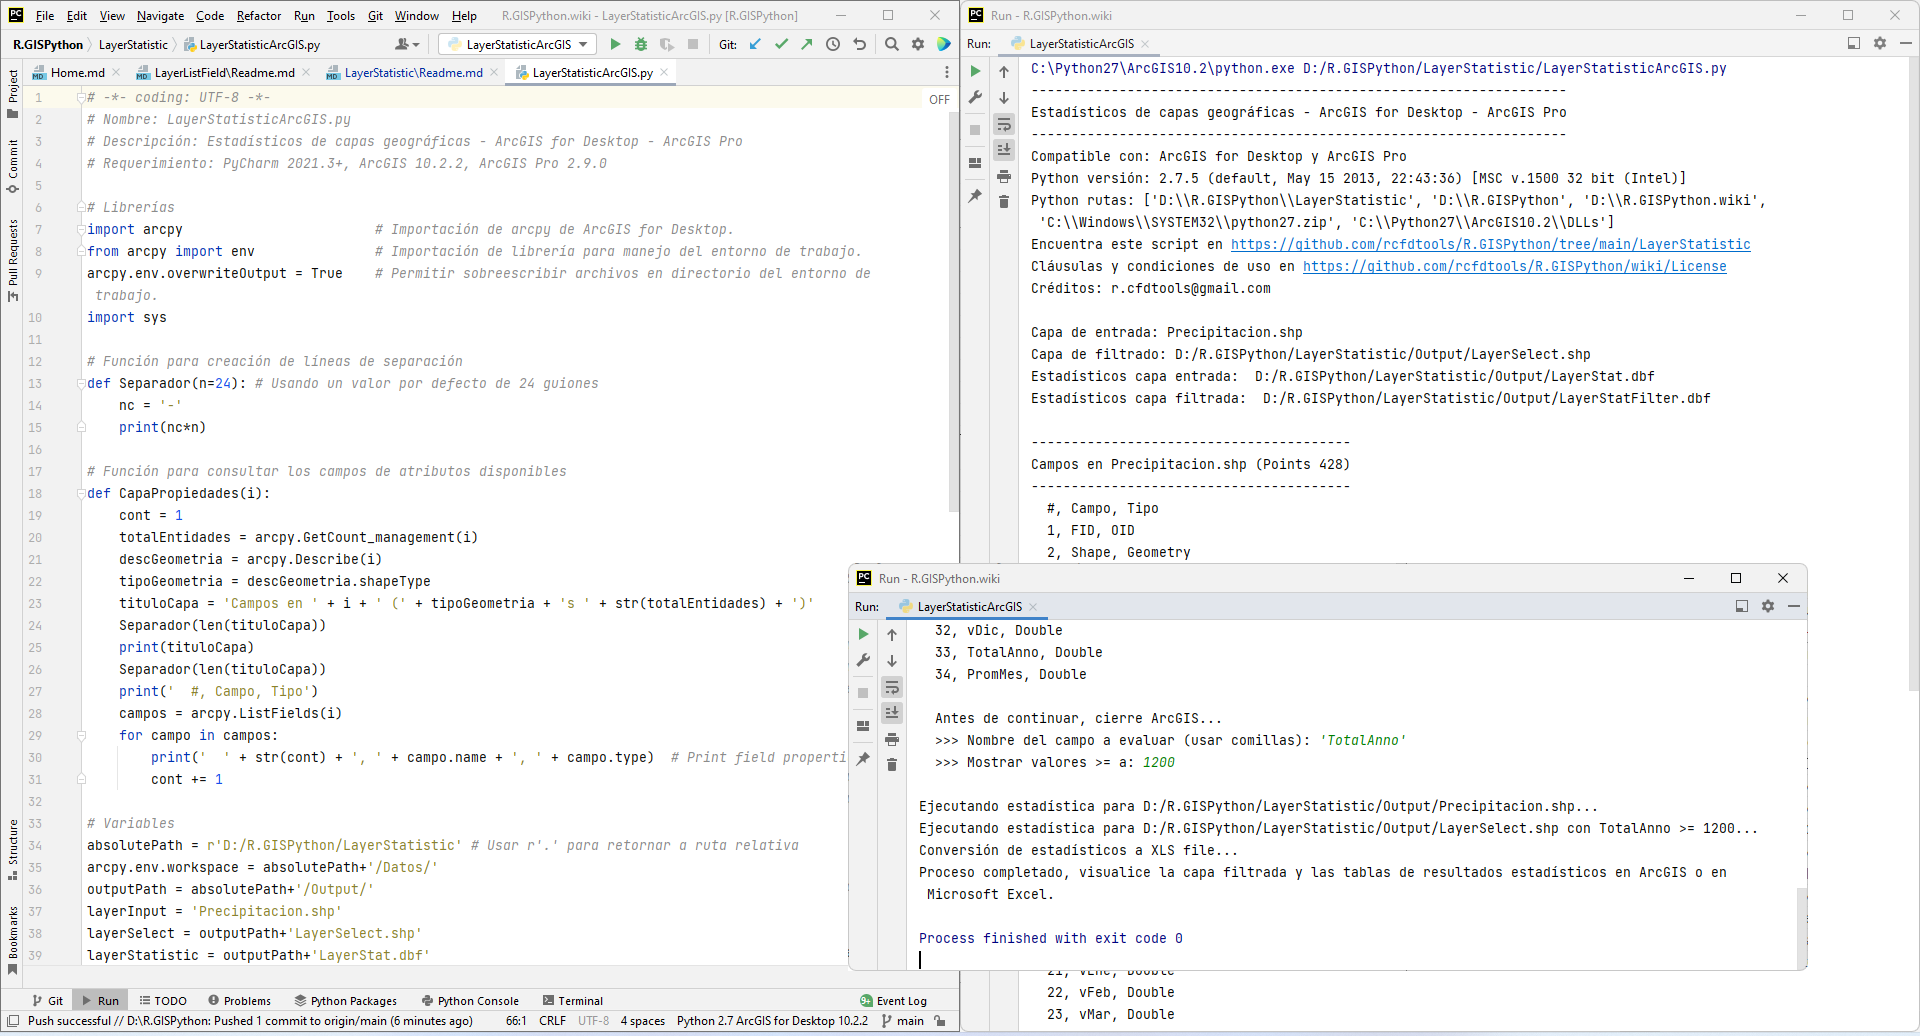 File Edit View Navigate Code Refactor Run Tools Git Window Help R.GISPython.wiki - LayerStatisticArcGIS.py [R.GISPython]
R.GISPython LayerStatistic LayerStatisticArcGIS.py LayerStatisticArcGIS Git:
Home.md LayerListField\Readme.md LayerStatistic\Readme.md LayerStatisticArcGIS.py
Project
Commit
Pull Requests
Structure
Bookmarks
OFF
1 # -*- coding: UTF-8 -*-
2 # Nombre: LayerStatisticArcGIS.py
3 # Descripción: Estadísticos de capas geográficas - ArcGIS for Desktop - ArcGIS Pro
4 # Requerimiento: PyCharm 2021.3+, ArcGIS 10.2.2, ArcGIS Pro 2.9.0
5
6 # Librerías
7 import arcpy # Importación de arcpy de ArcGIS for Desktop.
8 from arcpy import env # Importación de librería para manejo del entorno de trabajo.
9 arcpy.env.overwriteOutput = True # Permitir sobreescribir archivos en directorio del entorno de
trabajo.
10 import sys
11
12 # Función para creación de líneas de separación
13 def Separador(n=24): # Usando un valor por defecto de 24 guiones
14 nc = '-'
15 print(nc*n)
16
17 # Función para consultar los campos de atributos disponibles
18 def CapaPropiedades(i):
19 cont = 1
20 totalEntidades = arcpy.GetCount_management(i)
21 descGeometria = arcpy.Describe(i)
22 tipoGeometria = descGeometria.shapeType
23 tituloCapa = 'Campos en ' + i + ' (' + tipoGeometria + 's ' + str(totalEntidades) + ')'
24 Separador(len(tituloCapa))
25 print(tituloCapa)
26 Separador(len(tituloCapa))
27 print('  #, Campo, Tipo')
28 campos = arcpy.ListFields(i)
29 for campo in campos:
30 print('  ' + str(cont) + ', ' + campo.name + ', ' + campo.type)  # Print field properti
31 cont += 1
32
33 # Variables
34 absolutePath = r'D:/R.GISPython/LayerStatistic' # Usar r'.' para retornar a ruta relativa
35 arcpy.env.workspace = absolutePath+'/Datos/'
36 outputPath = absolutePath+'/Output/'
37 layerInput = 'Precipitacion.shp'
38 layerSelect = outputPath+'LayerSelect.shp'
39 layerStatistic = outputPath+'LayerStat.dbf'
Git Run TODO Problems Python Packages Python Console Terminal 9+ Event Log
Push successful // D:\R.GISPython: Pushed 1 commit to origin/main (6 minutes ago) 66:1 CRLF UTF-8 4 spaces Python 2.7 ArcGIS for Desktop 10.2.2 main
Run - R.GISPython.wiki
Run: LayerStatisticArcGIS
C:\Python27\ArcGIS10.2\python.exe D:/R.GISPython/LayerStatistic/LayerStatisticArcGIS.py
-------------------------------------------------------------------
Estadísticos de capas geográficas - ArcGIS for Desktop - ArcGIS Pro
-------------------------------------------------------------------
Compatible con: ArcGIS for Desktop y ArcGIS Pro
Python versión: 2.7.5 (default, May 15 2013, 22:43:36) [MSC v.1500 32 bit (Intel)]
Python rutas: ['D:\\R.GISPython\\LayerStatistic', 'D:\\R.GISPython', 'D:\\R.GISPython.wiki',
'C:\\Windows\\SYSTEM32\\python27.zip', 'C:\\Python27\\ArcGIS10.2\\DLLs']
Encuentra este script en https://github.com/rcfdtools/R.GISPython/tree/main/LayerStatistic
Cláusulas y condiciones de uso en https://github.com/rcfdtools/R.GISPython/wiki/License
Créditos: r.cfdtools@gmail.com
Capa de entrada: Precipitacion.shp
Capa de filtrado: D:/R.GISPython/LayerStatistic/Output/LayerSelect.shp
Estadísticos capa entrada:  D:/R.GISPython/LayerStatistic/Output/LayerStat.dbf
Estadísticos capa filtrada:  D:/R.GISPython/LayerStatistic/Output/LayerStatFilter.dbf
----------------------------------------
Campos en Precipitacion.shp (Points 428)
----------------------------------------
#, Campo, Tipo
1, FID, OID
2, Shape, Geometry
Run - R.GISPython.wiki
Run: LayerStatisticArcGIS
32, vDic, Double
33, TotalAnno, Double
34, PromMes, Double
Antes de continuar, cierre ArcGIS...
>>> Nombre del campo a evaluar (usar comillas): 'TotalAnno'
>>> Mostrar valores >= a: 1200
Ejecutando estadística para D:/R.GISPython/LayerStatistic/Output/Precipitacion.shp...
Ejecutando estadística para D:/R.GISPython/LayerStatistic/Output/LayerSelect.shp con TotalAnno >= 1200...
Conversión de estadísticos a XLS file...
Proceso completado, visualice la capa filtrada y las tablas de resultados estadísticos en ArcGIS o en
Microsoft Excel.
Process finished with exit code 0
21, vEne, Double
22, vFeb, Double
23, vMar, Double